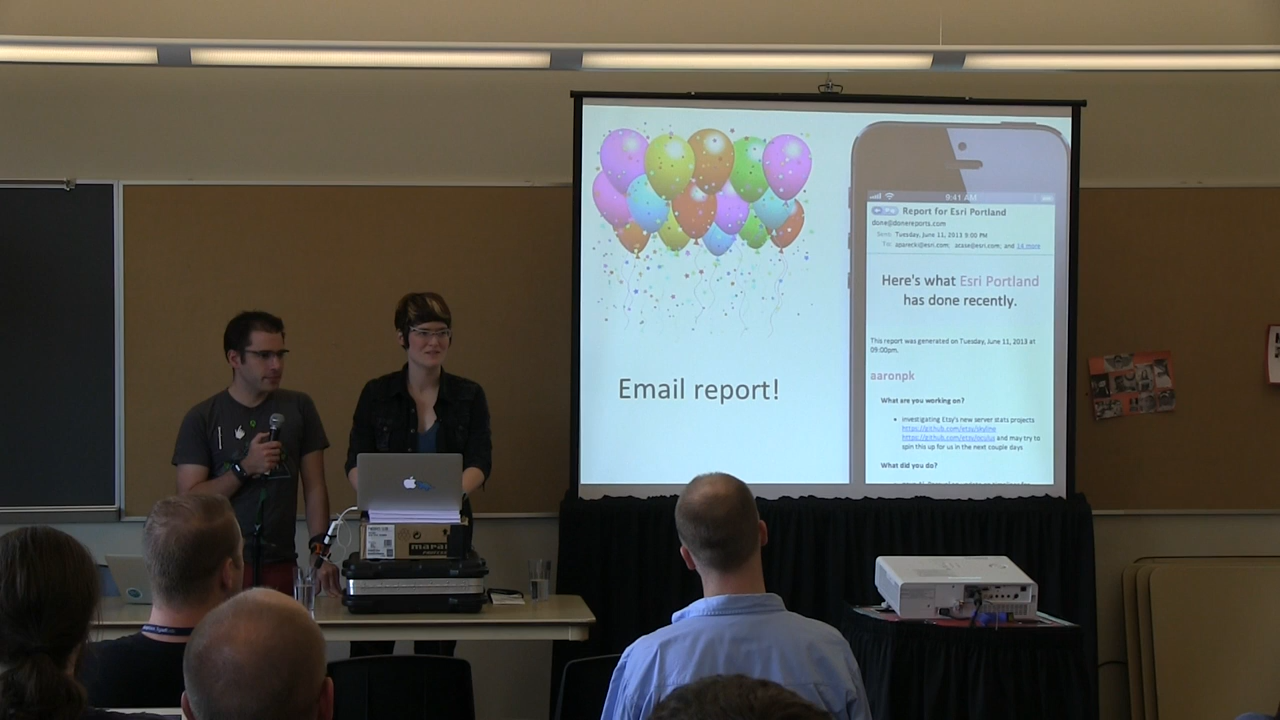 Email report!
9:41 AM
Report for Esri Portland
done@donereports.com
Sent: Tuesday, June 11, 2013 9:00 PM
To: aparecki@esri.com; acase@esri.com; and 14 more
Here's what Esri Portland
has done recently.
This report was generated on Tuesday, June 11, 2013 at
09:00pm.
aaronpk
What are you working on?
investigating Etsy's new server stats projects
https://github.com/etsy/skyline
https://github.com/etsy/oculus and may try to
spin this up for us in the next couple days
What did you do?